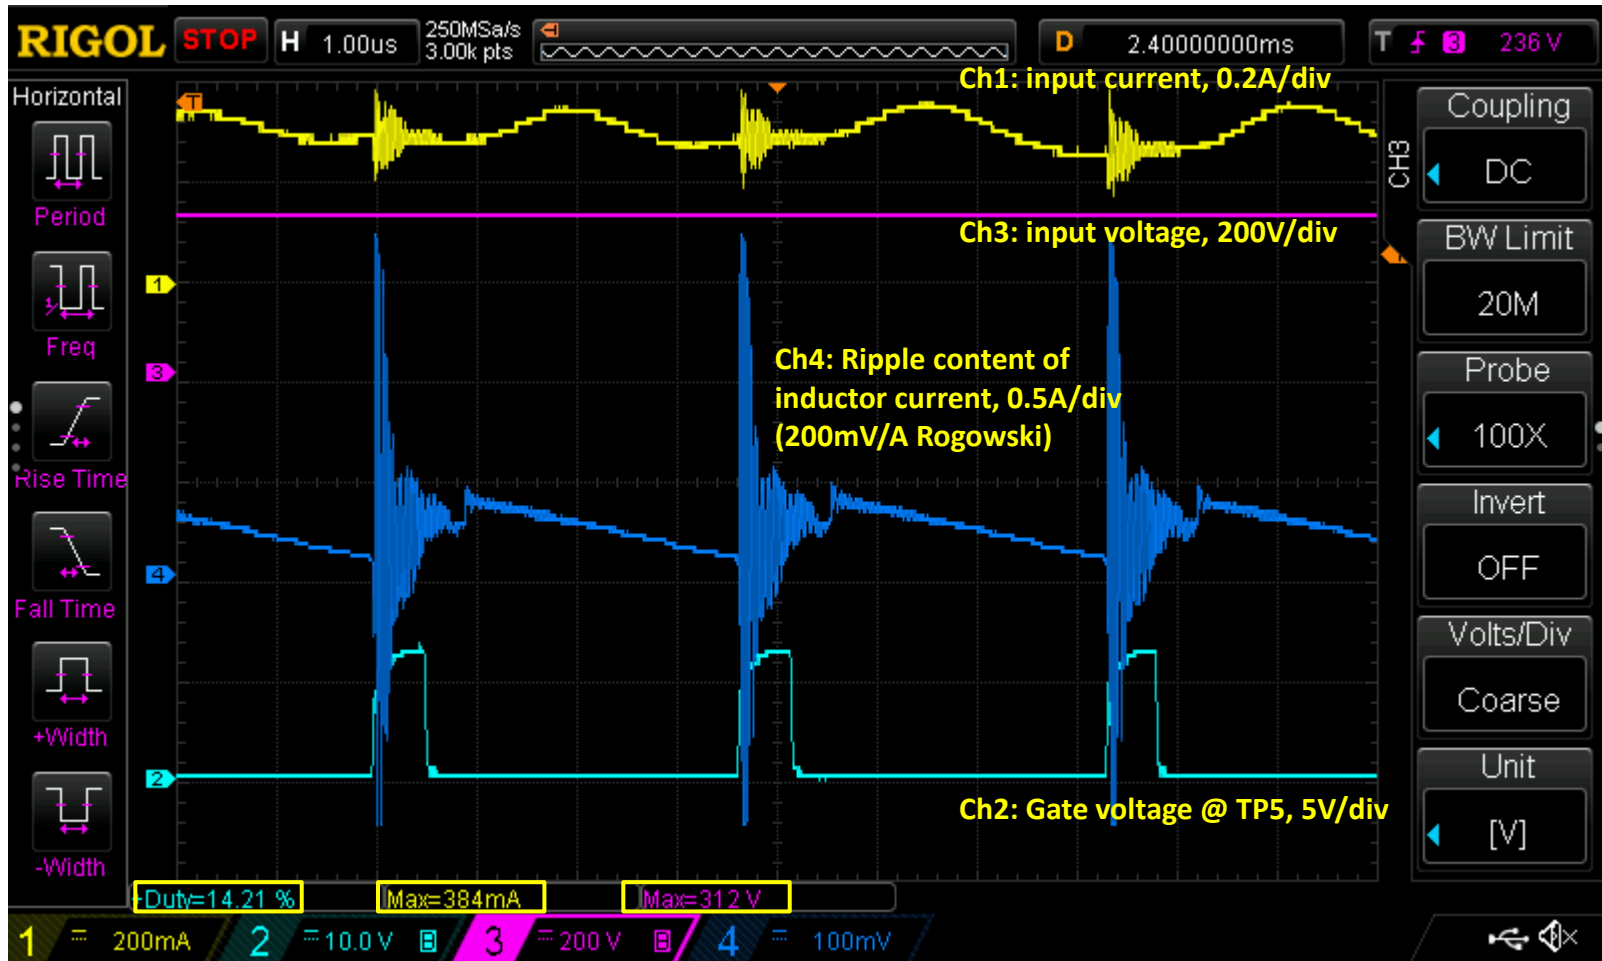 RIGOL STOP H 1.00us 250MSa/s D 2.40000000ms T 3 236 V
3.00k pts
Ch1: input current, 0.2A/div
Horizontal
Period
Freq
Rise Time
Fall Time
+Width
-Width
T
1
3
4
2
Ch3: input voltage, 200V/div
Ch4: Ripple content of
inductor current, 0.5A/div
(200mV/A Rogowski)
Ch2: Gate voltage @ TP5, 5V/div
CH3
Coupling
DC
BW Limit
20M
Probe
100X
Invert
OFF
Volts/Div
Coarse
Unit
[V]
+Duty=14.21 % Max=384mA Max=312 V
1 200mA 2 10.0 V B 3 200 V B 4 100mV